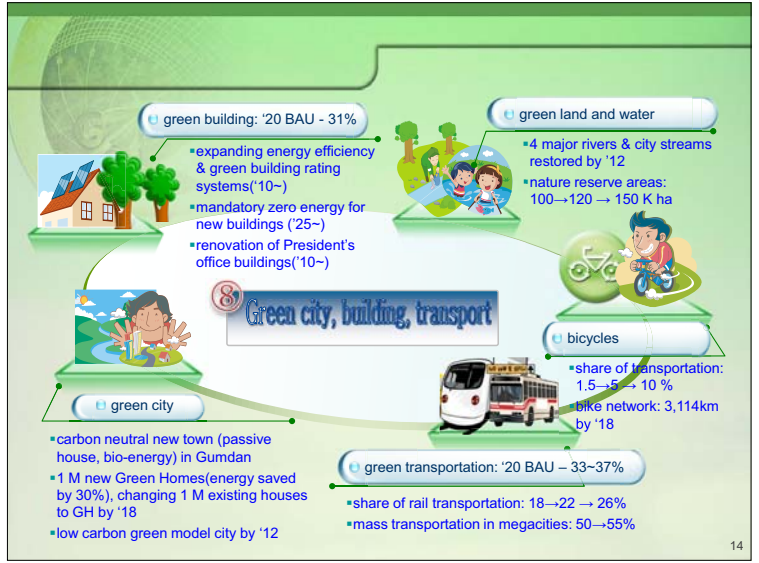 green building: ‘20 BAU - 31%
▪expanding energy efficiency
& green building rating
systems(‘10~)
▪mandatory zero energy for
new buildings (’25~)
▪renovation of President’s
office buildings(’10~)
green land and water
▪4 major rivers & city streams
restored by ’12
▪nature reserve areas:
100→120 → 150 K ha
8
Green city, building, transport
bicycles
▪share of transportation:
1.5→5 → 10 %
▪bike network: 3,114km
by ‘18
green city
▪carbon neutral new town (passive
house, bio-energy) in Gumdan
▪1 M new Green Homes(energy saved
by 30%), changing 1 M existing houses
to GH by ‘18
▪low carbon green model city by ‘12
green transportation: ‘20 BAU – 33~37%
▪share of rail transportation: 18→22 → 26%
▪mass transportation in megacities: 50→55%
14